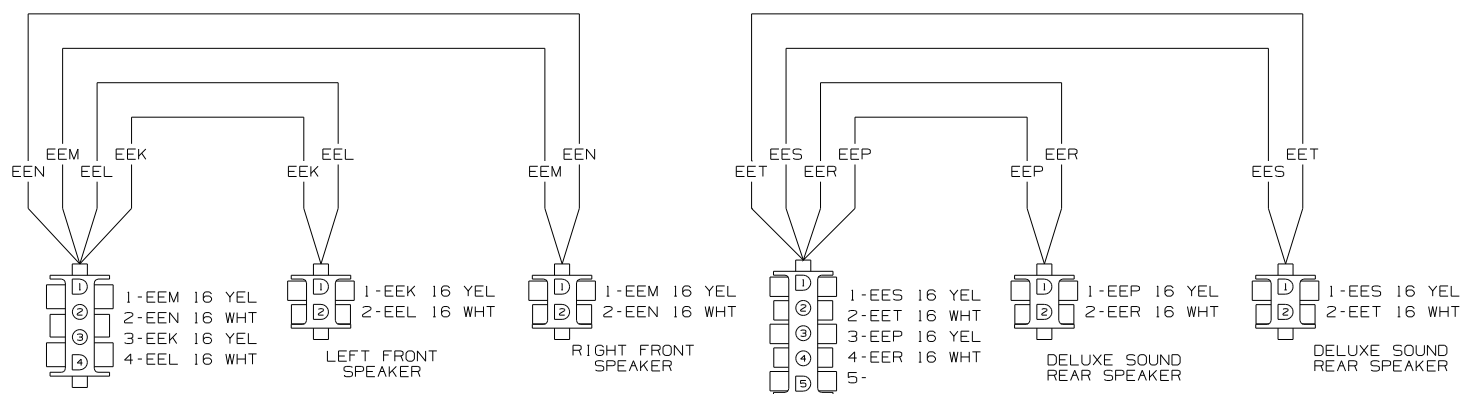 EEN
EEM
EEL
EEK
EEK
EEL
EEM
EEN
EET
EES
EER
EEP
EEP
EER
EES
EET
1
2
3
4
1-EEM 16 YEL
2-EEN 16 WHT
3-EEK 16 YEL
4-EEL 16 WHT
1
2
1-EEK 16 YEL
2-EEL 16 WHT
LEFT FRONT
SPEAKER
1
2
1-EEM 16 YEL
2-EEN 16 WHT
RIGHT FRONT
SPEAKER
1
2
3
4
5
1-EES 16 YEL
2-EET 16 WHT
3-EEP 16 YEL
4-EER 16 WHT
5-
1
2
1-EEP 16 YEL
2-EER 16 WHT
DELUXE SOUND
REAR SPEAKER
1
2
1-EES 16 YEL
2-EET 16 WHT
DELUXE SOUND
REAR SPEAKER